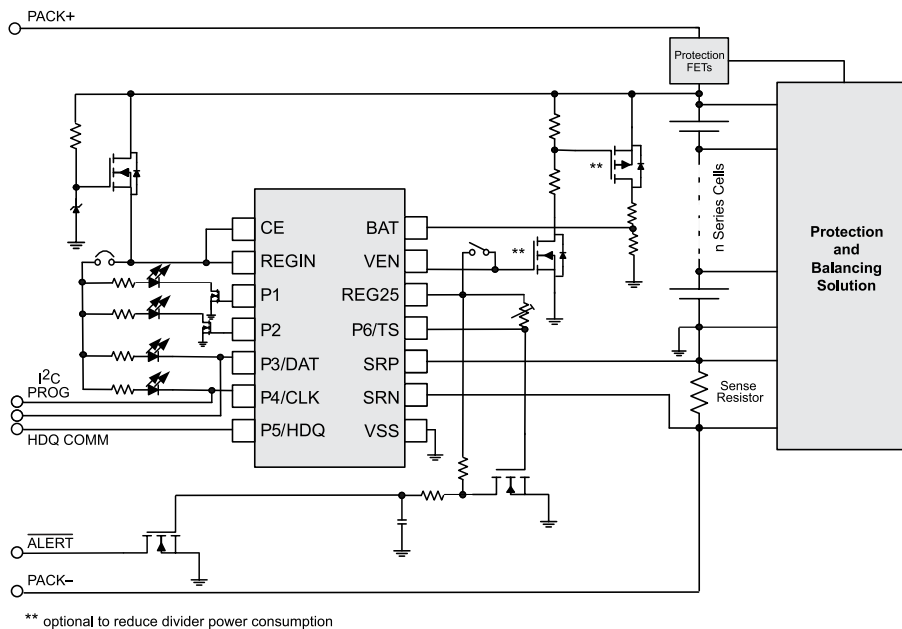 PACK+
Protection
FETs
**
n Series Cells
Protection
and
Balancing
Solution
CE
REGIN
P1
P2
P3/DAT
P4/CLK
P5/HDQ
BAT
VEN
REG25
P6/TS
SRP
SRN
VSS
**
I²C
PROG
HDQ COMM
Sense
Resistor
ALERT
PACK–
** optional to reduce divider power consumption